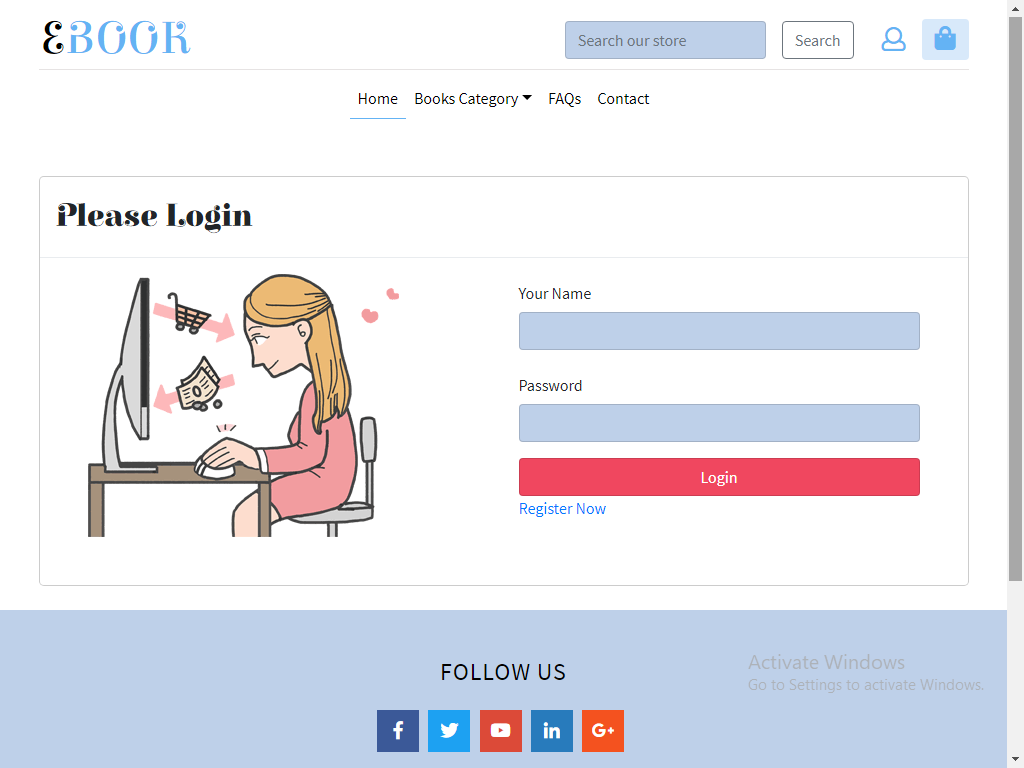 EBOOK
Search our store
Search
Home Books Category FAQs Contact
Please Login
Your Name
Password
Login
Register Now
FOLLOW US
Activate Windows
Go to Settings to activate Windows.
f
in
G+